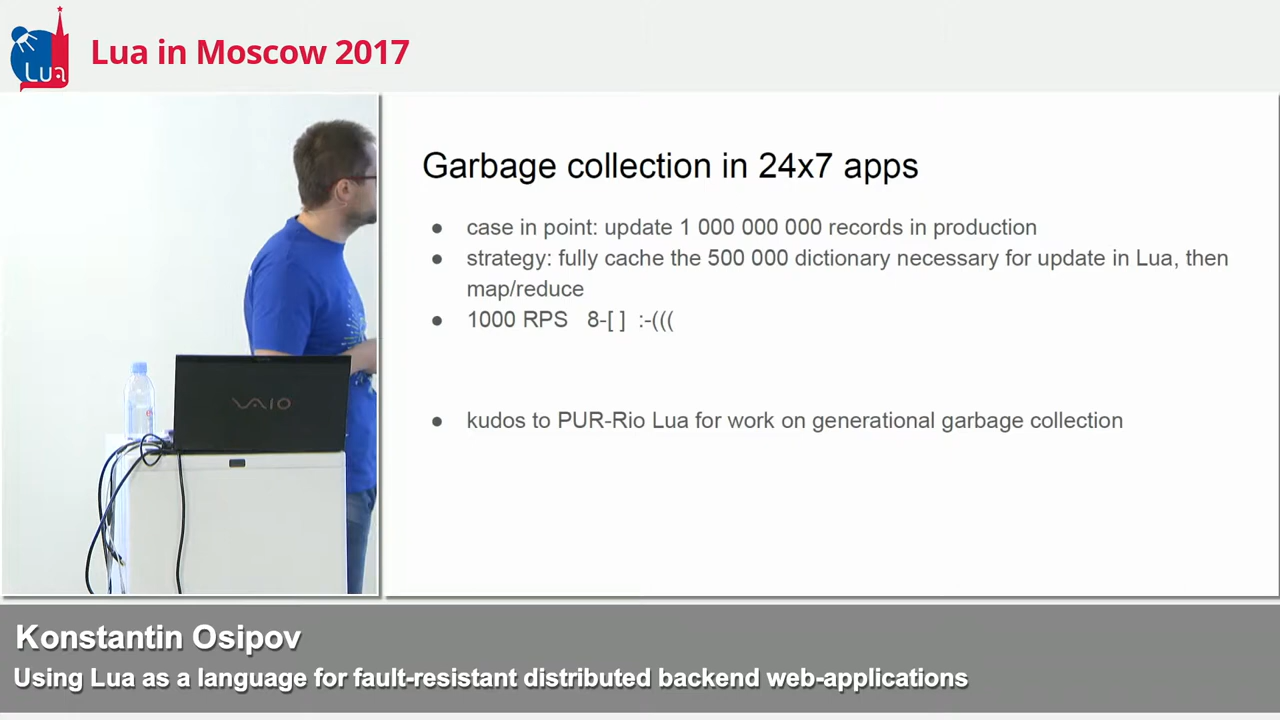 Lua
Lua in Moscow 2017
Garbage collection in 24x7 apps
● case in point: update 1 000 000 000 records in production
● strategy: fully cache the 500 000 dictionary necessary for update in Lua, then
map/reduce
● 1000 RPS 8-[ ] :-(((
● kudos to PUR-Rio Lua for work on generational garbage collection
VAIO
Konstantin Osipov
Using Lua as a language for fault-resistant distributed backend web-applications